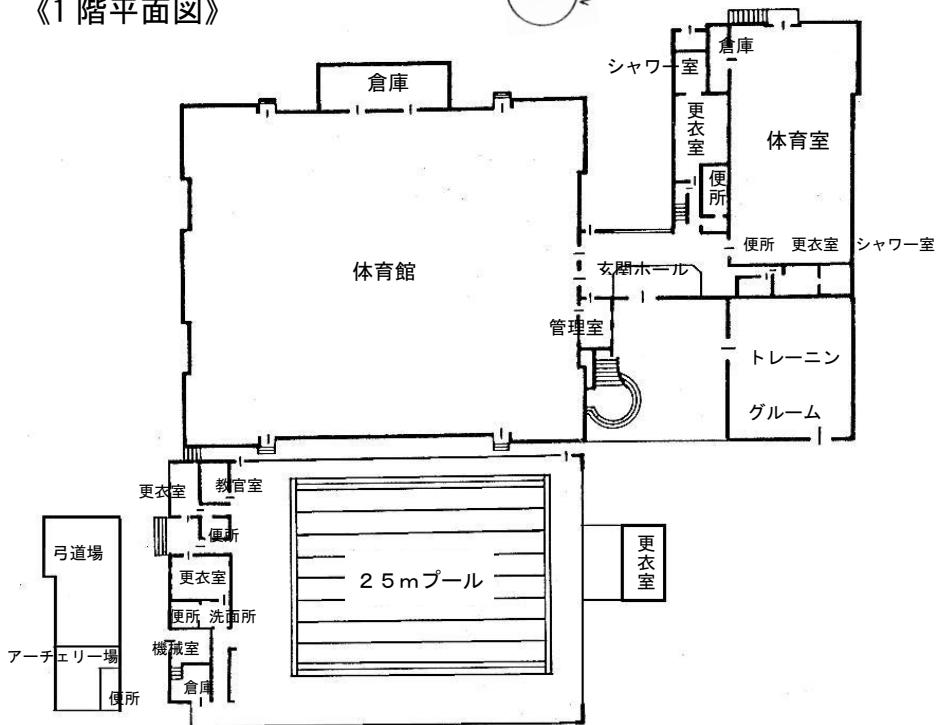 《1階平面図》
倉庫
シャワー室
倉庫
更
衣
室
体育室
便
所
便所
更衣室
シャワー室
体育館
玄関ホール
管理室
トレーニン
グルーム
更衣室
教官室
便所
弓道場
更衣室
25mプール
更
衣
室
便所
洗面所
機械室
アーチェリー場
倉庫
便所